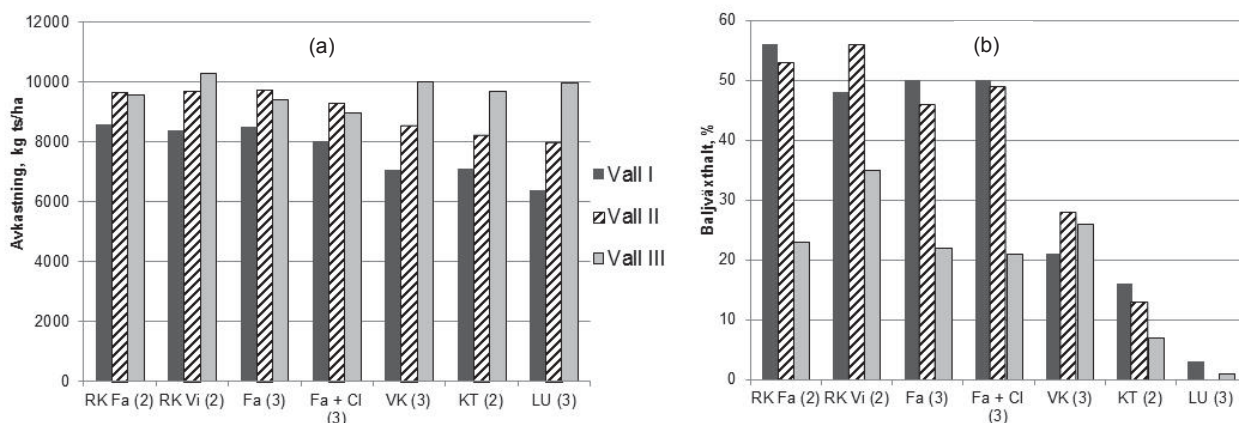 (a)
Avkastning, kg ts/ha
12000
10000
8000
6000
4000
2000
0
RK Fa (2) RK Vi (2) Fa (3) Fa + Cl (3) VK (3) KT (2) LU (3)
Vall I
Vall II
Vall III
(b)
Baljväxthalt, %
60
50
40
30
20
10
0
RK Fa (2) RK Vi (2) Fa (3) Fa + Cl (3) VK (3) KT (2) LU (3)